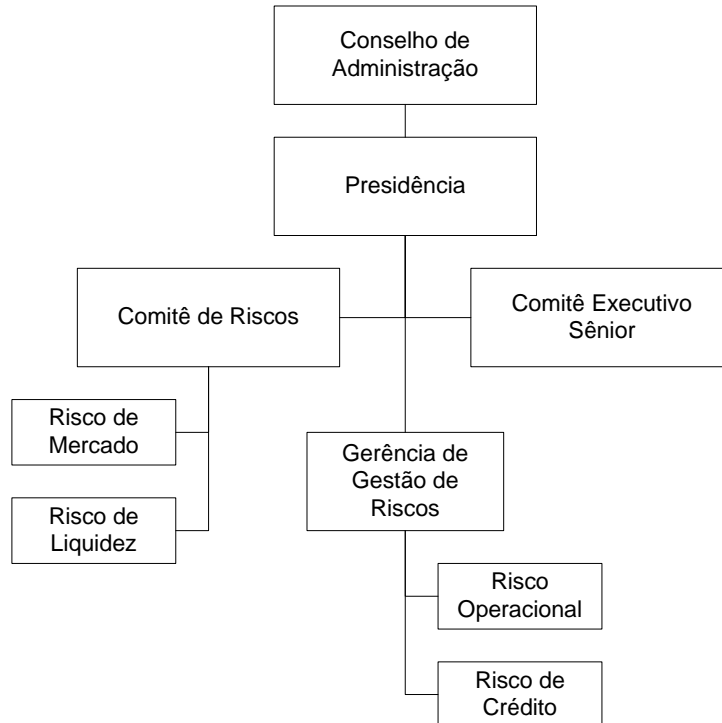 Conselho de
Administração
Presidência
Comitê de Riscos
Comitê Executivo
Sênior
Risco de
Mercado
Gerência de
Gestão de
Riscos
Risco de
Liquidez
Risco
Operacional
Risco de
Crédito